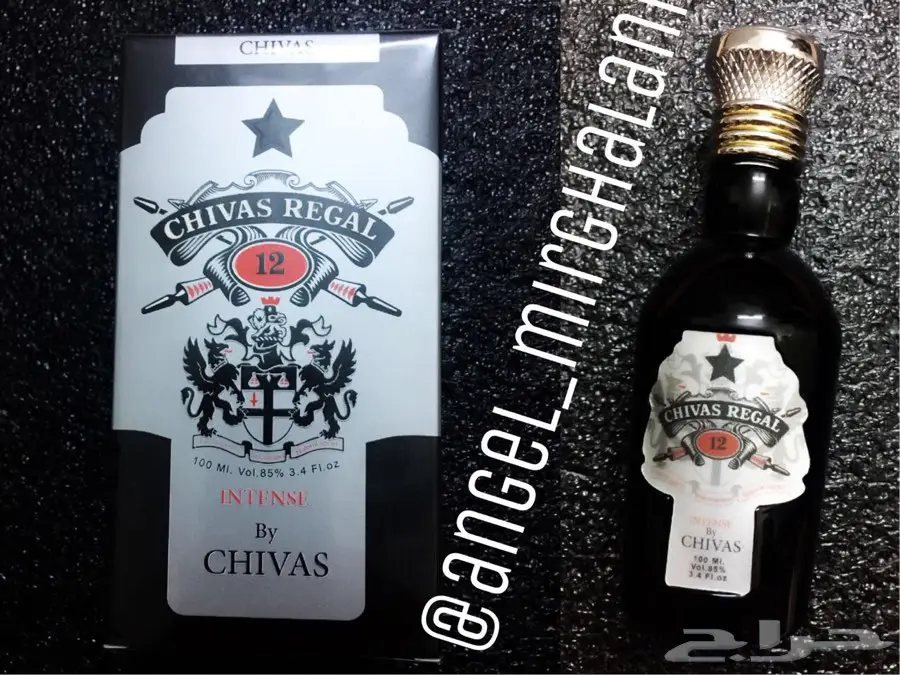 CHIVAS
CHIVAS REGAL
12
100 Ml. Vol.85% 3.4 Fl.oz
INTENSE
By
CHIVAS
@ANGEL_MIRGHALANI
CHIVAS REGAL
12
INTENSE
By
CHIVAS
100 Ml.
Vol.85%
3.4 Fl.oz
حراج